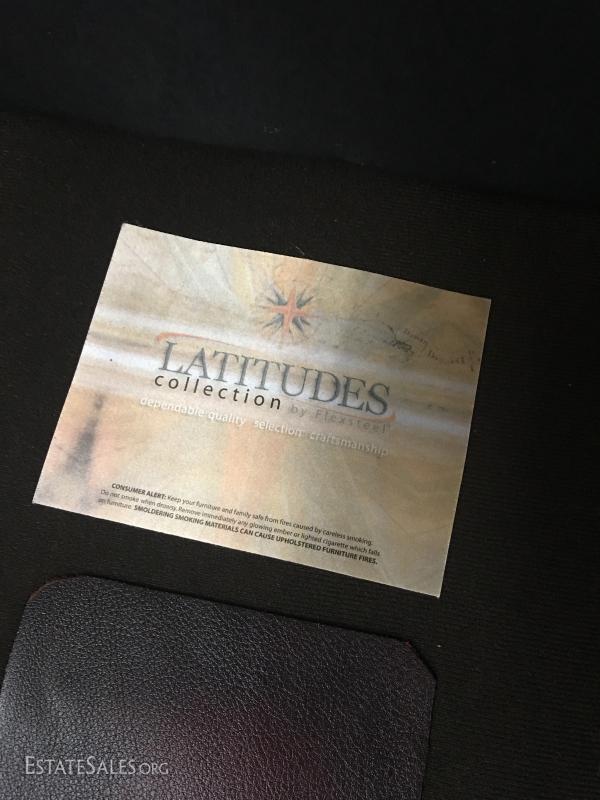 LATITUDES
collection by Flexsteel
dependable quality selection craftsmanship
CONSUMER ALERT: Keep your furniture and family safe from fires caused by careless smoking.
Do not smoke when drowsy. Remove immediately any glowing ember or lighted cigarette which falls
on furniture. SMOLDERING SMOKING MATERIALS CAN CAUSE UPHOLSTERED FURNITURE FIRES.
ESTATESALES.ORG